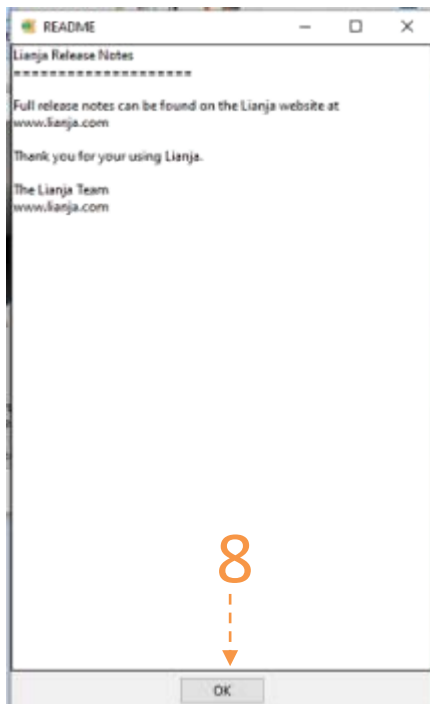 README
Lianja Release Notes
====================
Full release notes can be found on the Lianja website at
www.lianja.com
Thank you for your using Lianja.
The Lianja Team
www.lianja.com
8
OK